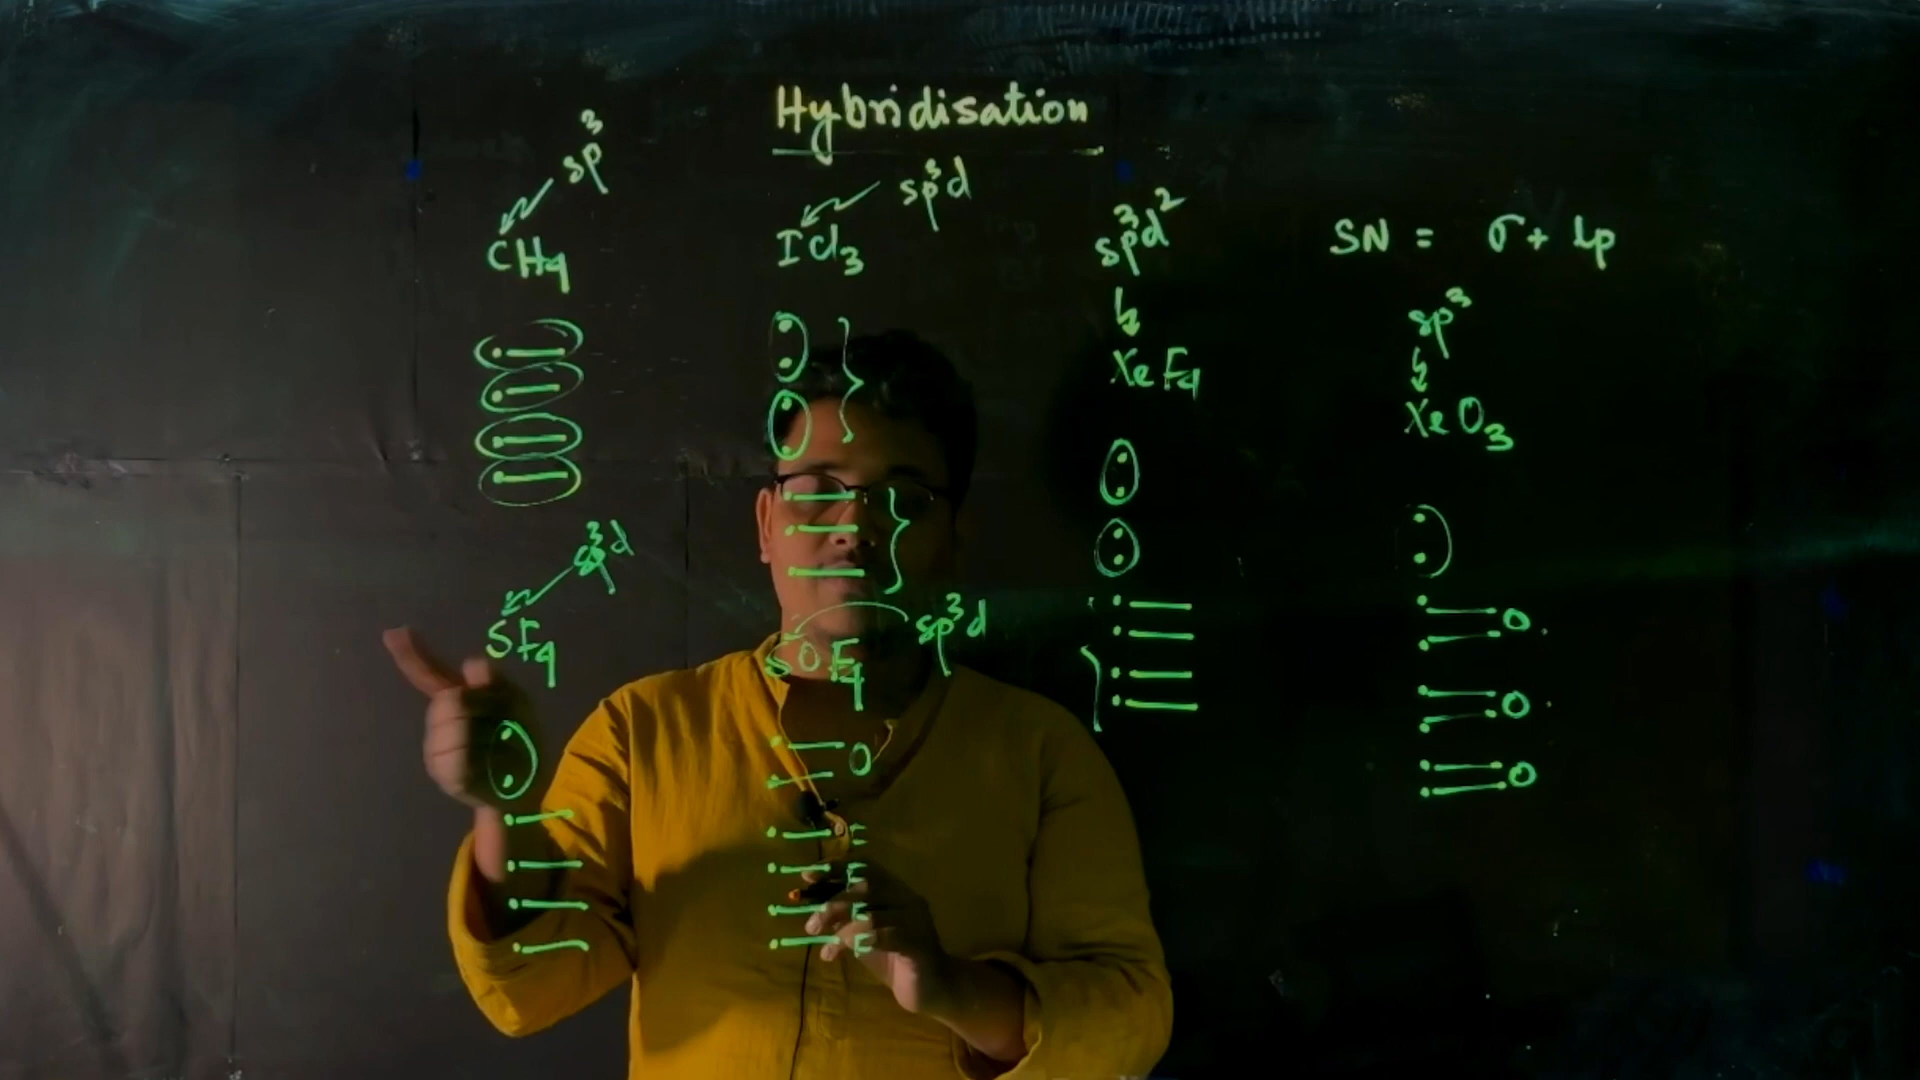 Hybridisation
sp³
CH4
sp³d
ICl3
sp³d²
XeF4
SN = σ + lp
sp³
XeO3
sp³d
SF4
sp³d
SOF4
O
F
F
F
F
O
O
O